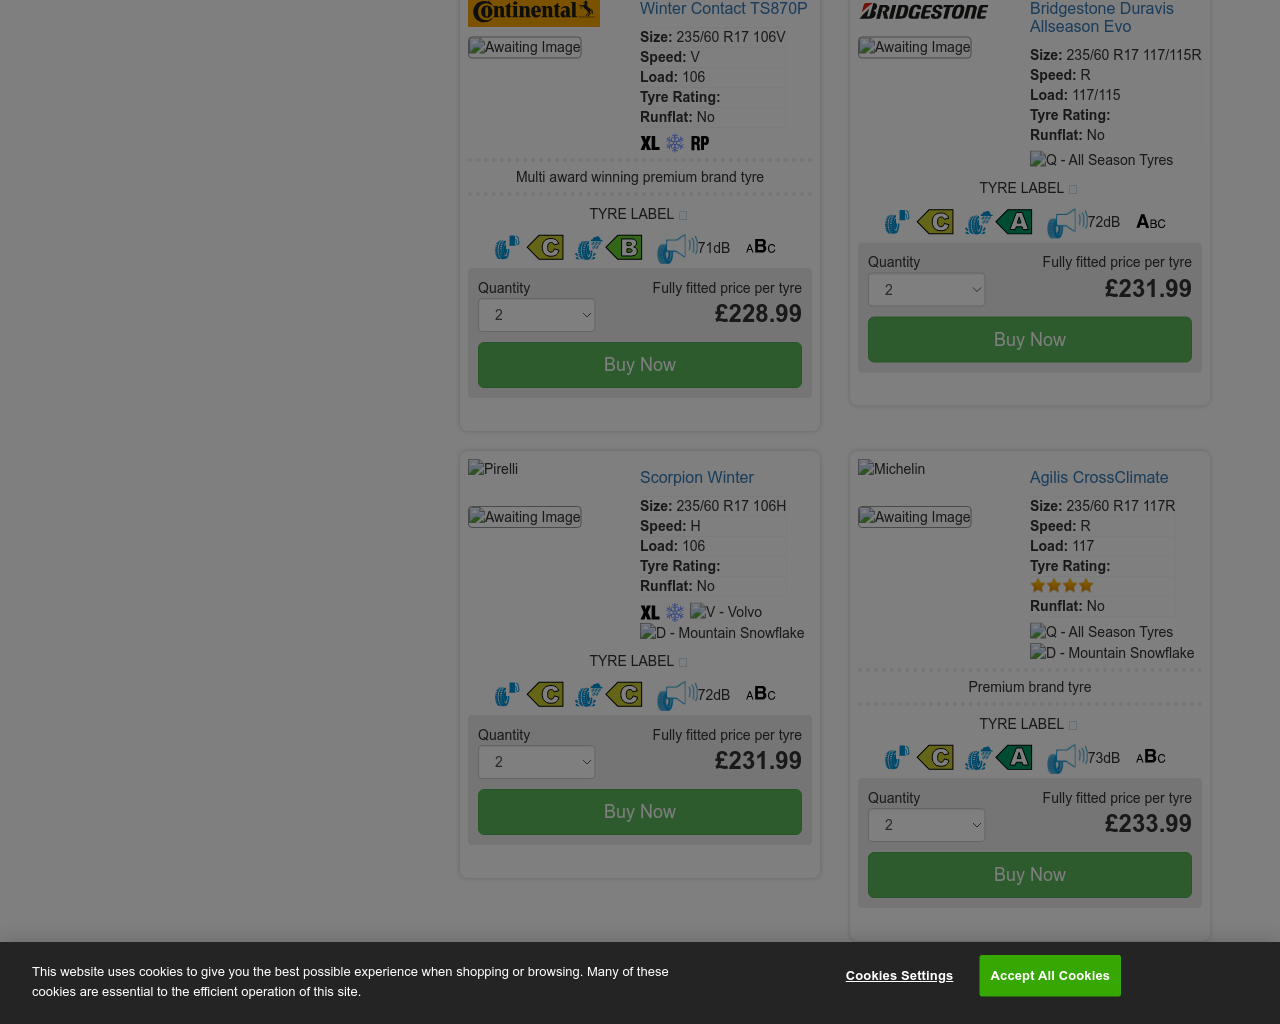 Continental
Winter Contact TS870P
Awaiting Image
Size: 235/60 R17 106V
Speed: V
Load: 106
Tyre Rating:
Runflat: No
XL RP
Multi award winning premium brand tyre
TYRE LABEL
C B 71dB ABC
Quantity
Fully fitted price per tyre
2
£228.99
Buy Now
BRIDGESTONE
Bridgestone Duravis
Allseason Evo
Awaiting Image
Size: 235/60 R17 117/115R
Speed: R
Load: 117/115
Tyre Rating:
Runflat: No
Q - All Season Tyres
TYRE LABEL
C A 72dB ABC
Quantity
Fully fitted price per tyre
2
£231.99
Buy Now
Pirelli
Scorpion Winter
Awaiting Image
Size: 235/60 R17 106H
Speed: H
Load: 106
Tyre Rating:
Runflat: No
XL V - Volvo
D - Mountain Snowflake
TYRE LABEL
C C 72dB ABC
Quantity
Fully fitted price per tyre
2
£231.99
Buy Now
Michelin
Agilis CrossClimate
Awaiting Image
Size: 235/60 R17 117R
Speed: R
Load: 117
Tyre Rating:
Runflat: No
Q - All Season Tyres
D - Mountain Snowflake
Premium brand tyre
TYRE LABEL
C A 73dB ABC
Quantity
Fully fitted price per tyre
2
£233.99
Buy Now
This website uses cookies to give you the best possible experience when shopping or browsing. Many of these
cookies are essential to the efficient operation of this site.
Cookies Settings
Accept All Cookies